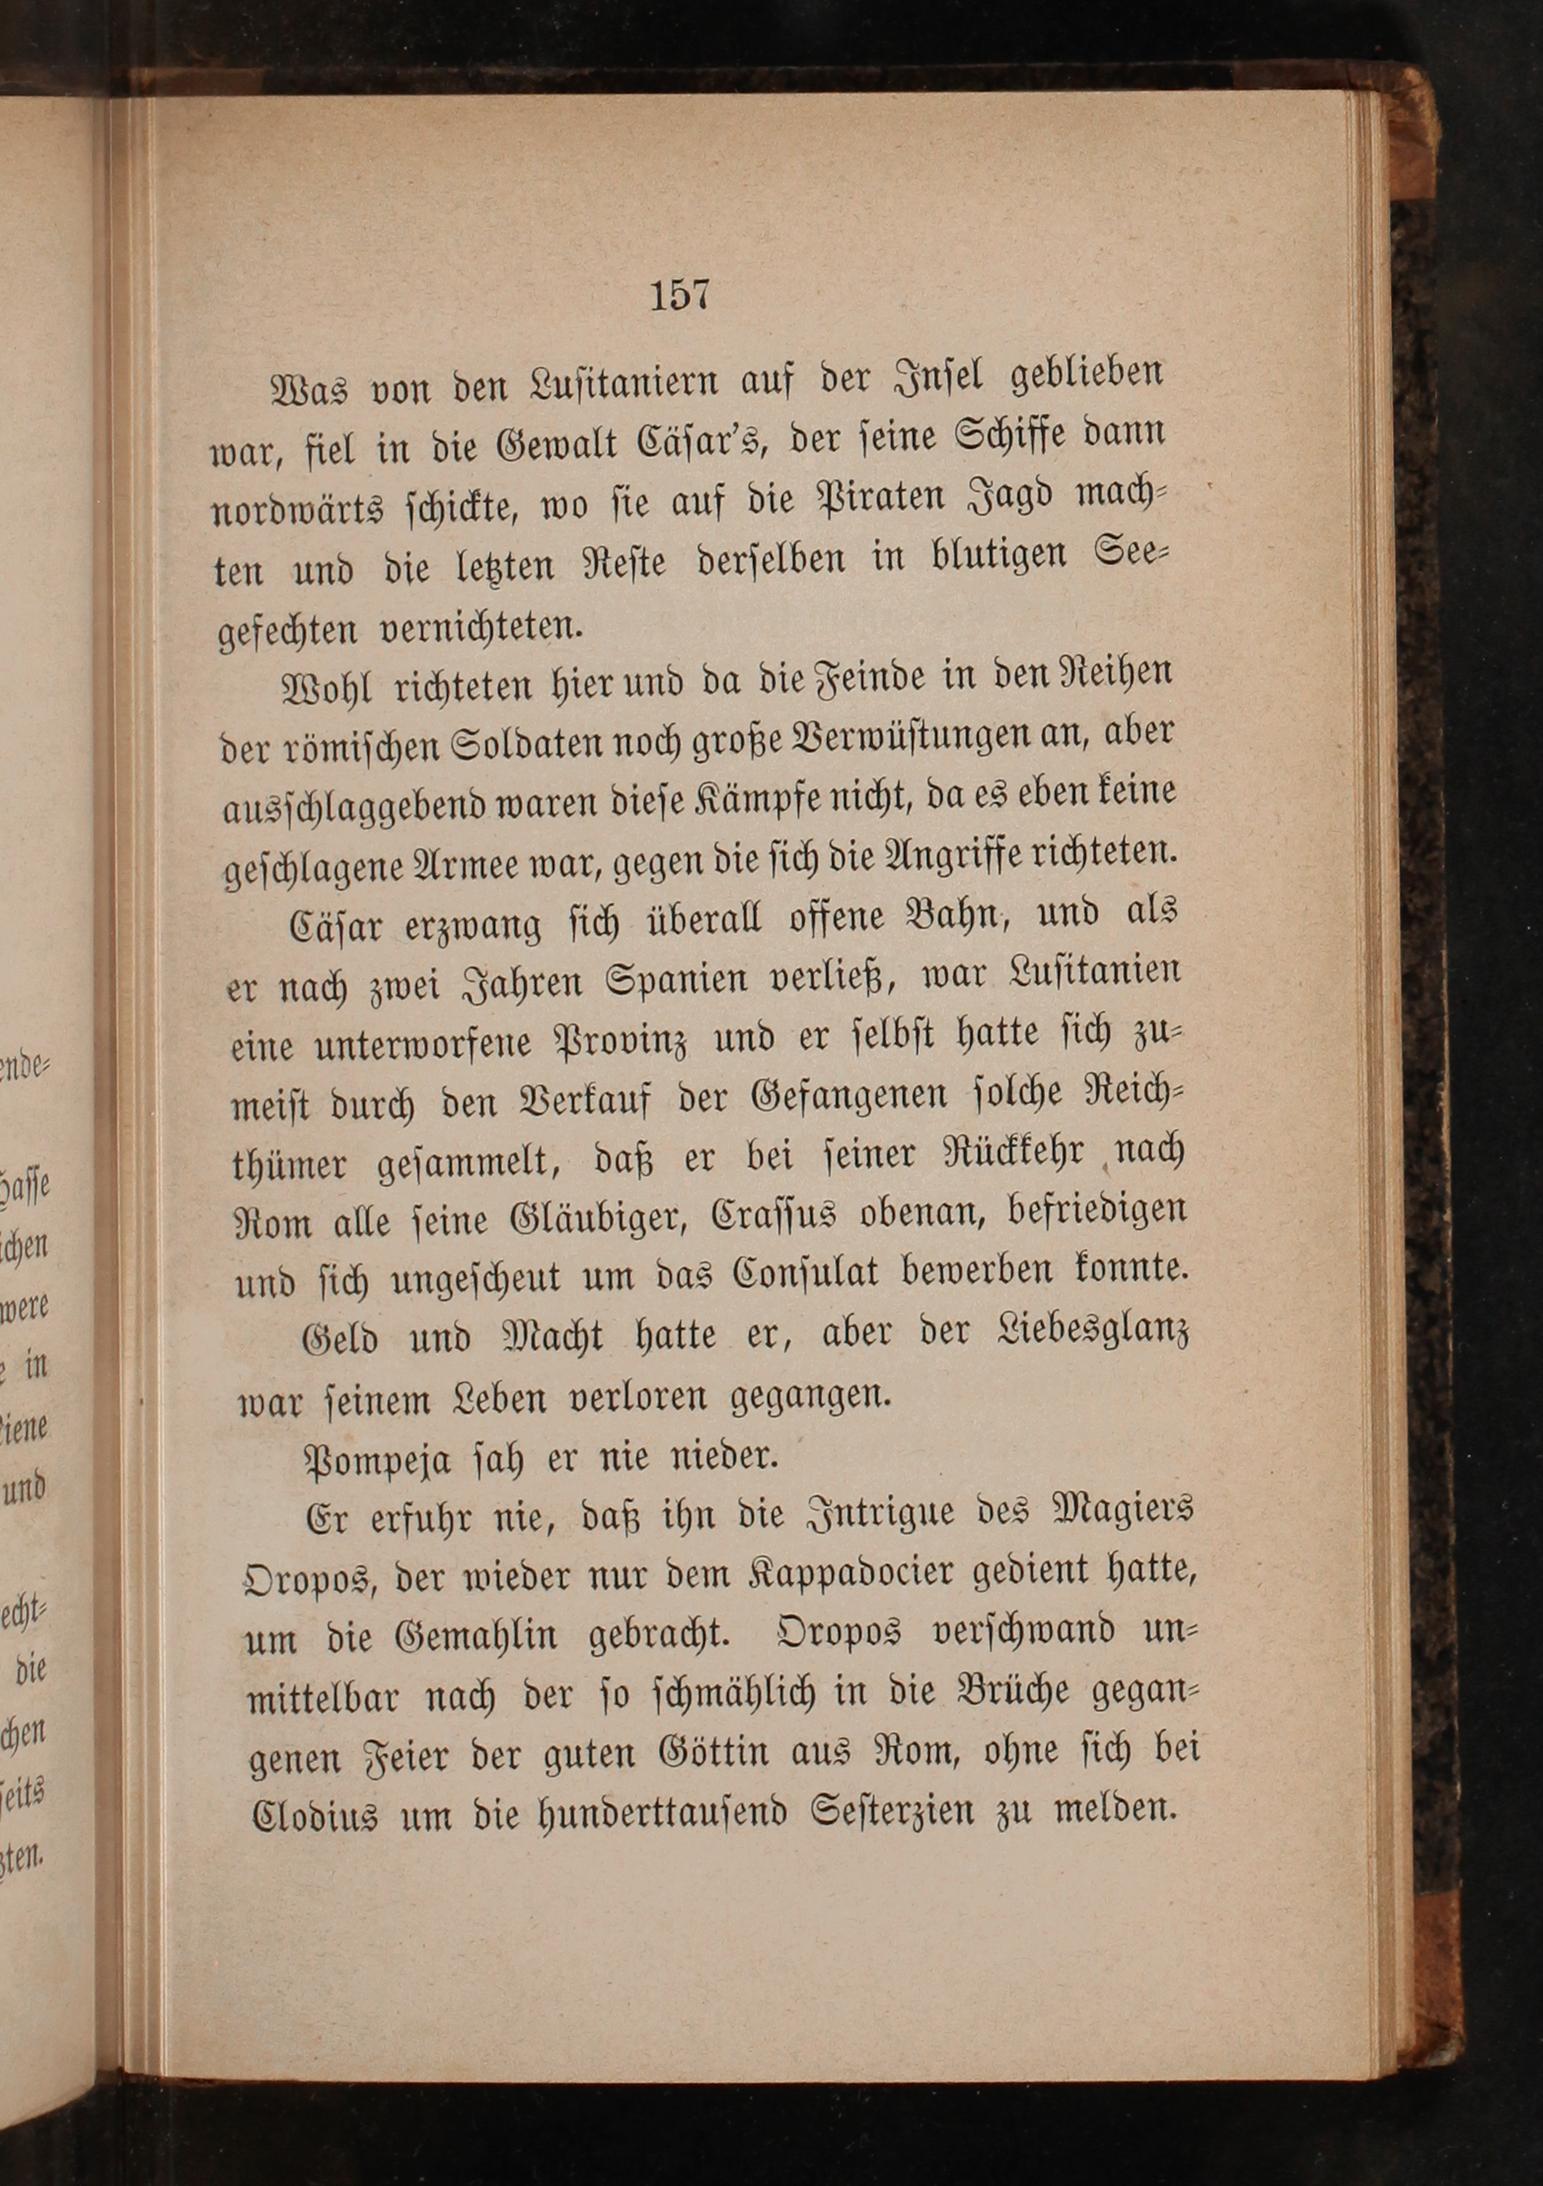 157
Was von den Luſitaniern auf der Inſel geblieben
war, fiel in die Gewalt Cäſar's, der ſeine Schiffe dann
nordwärts ſchickte, wo ſie auf die Piraten Jagd mach⸗
ten und die letzten Reſte derſelben in blutigen See⸗
gefechten vernichteten.
Wohl richteten hier und da die Feinde in den Reihen
der römiſchen Soldaten noch große Verwüſtungen an, aber
ausſchlaggebend waren dieſe Kämpfe nicht, da es eben keine
geſchlagene Armee war, gegen die ſich die Angriffe richteten.
Cäſar erzwang ſich überall offene Bahn, und als
er nach zwei Jahren Spanien verließ, war Luſitanien
eine unterworfene Provinz und er ſelbſt hatte ſich zu⸗
meiſt durch den Verkauf der Gefangenen ſolche Reich⸗
thümer geſammelt, daß er bei ſeiner Rückkehr nach
Rom alle ſeine Gläubiger, Craſſus obenan, befriedigen
und ſich ungeſcheut um das Conſulat bewerben konnte.
Geld und Macht hatte er, aber der Liebesglanz
war ſeinem Leben verloren gegangen.
Pompeja ſah er nie nieder.
Er erfuhr nie, daß ihn die Intrigue des Magiers
Oropos, der wieder nur dem Kappadocier gedient hatte,
um die Gemahlin gebracht. Oropos verſchwand un⸗
mittelbar nach der ſo ſchmählich in die Brüche gegan⸗
genen Feier der guten Göttin aus Rom, ohne ſich bei
Clodius um die hunderttauſend Seſterzien zu melden.